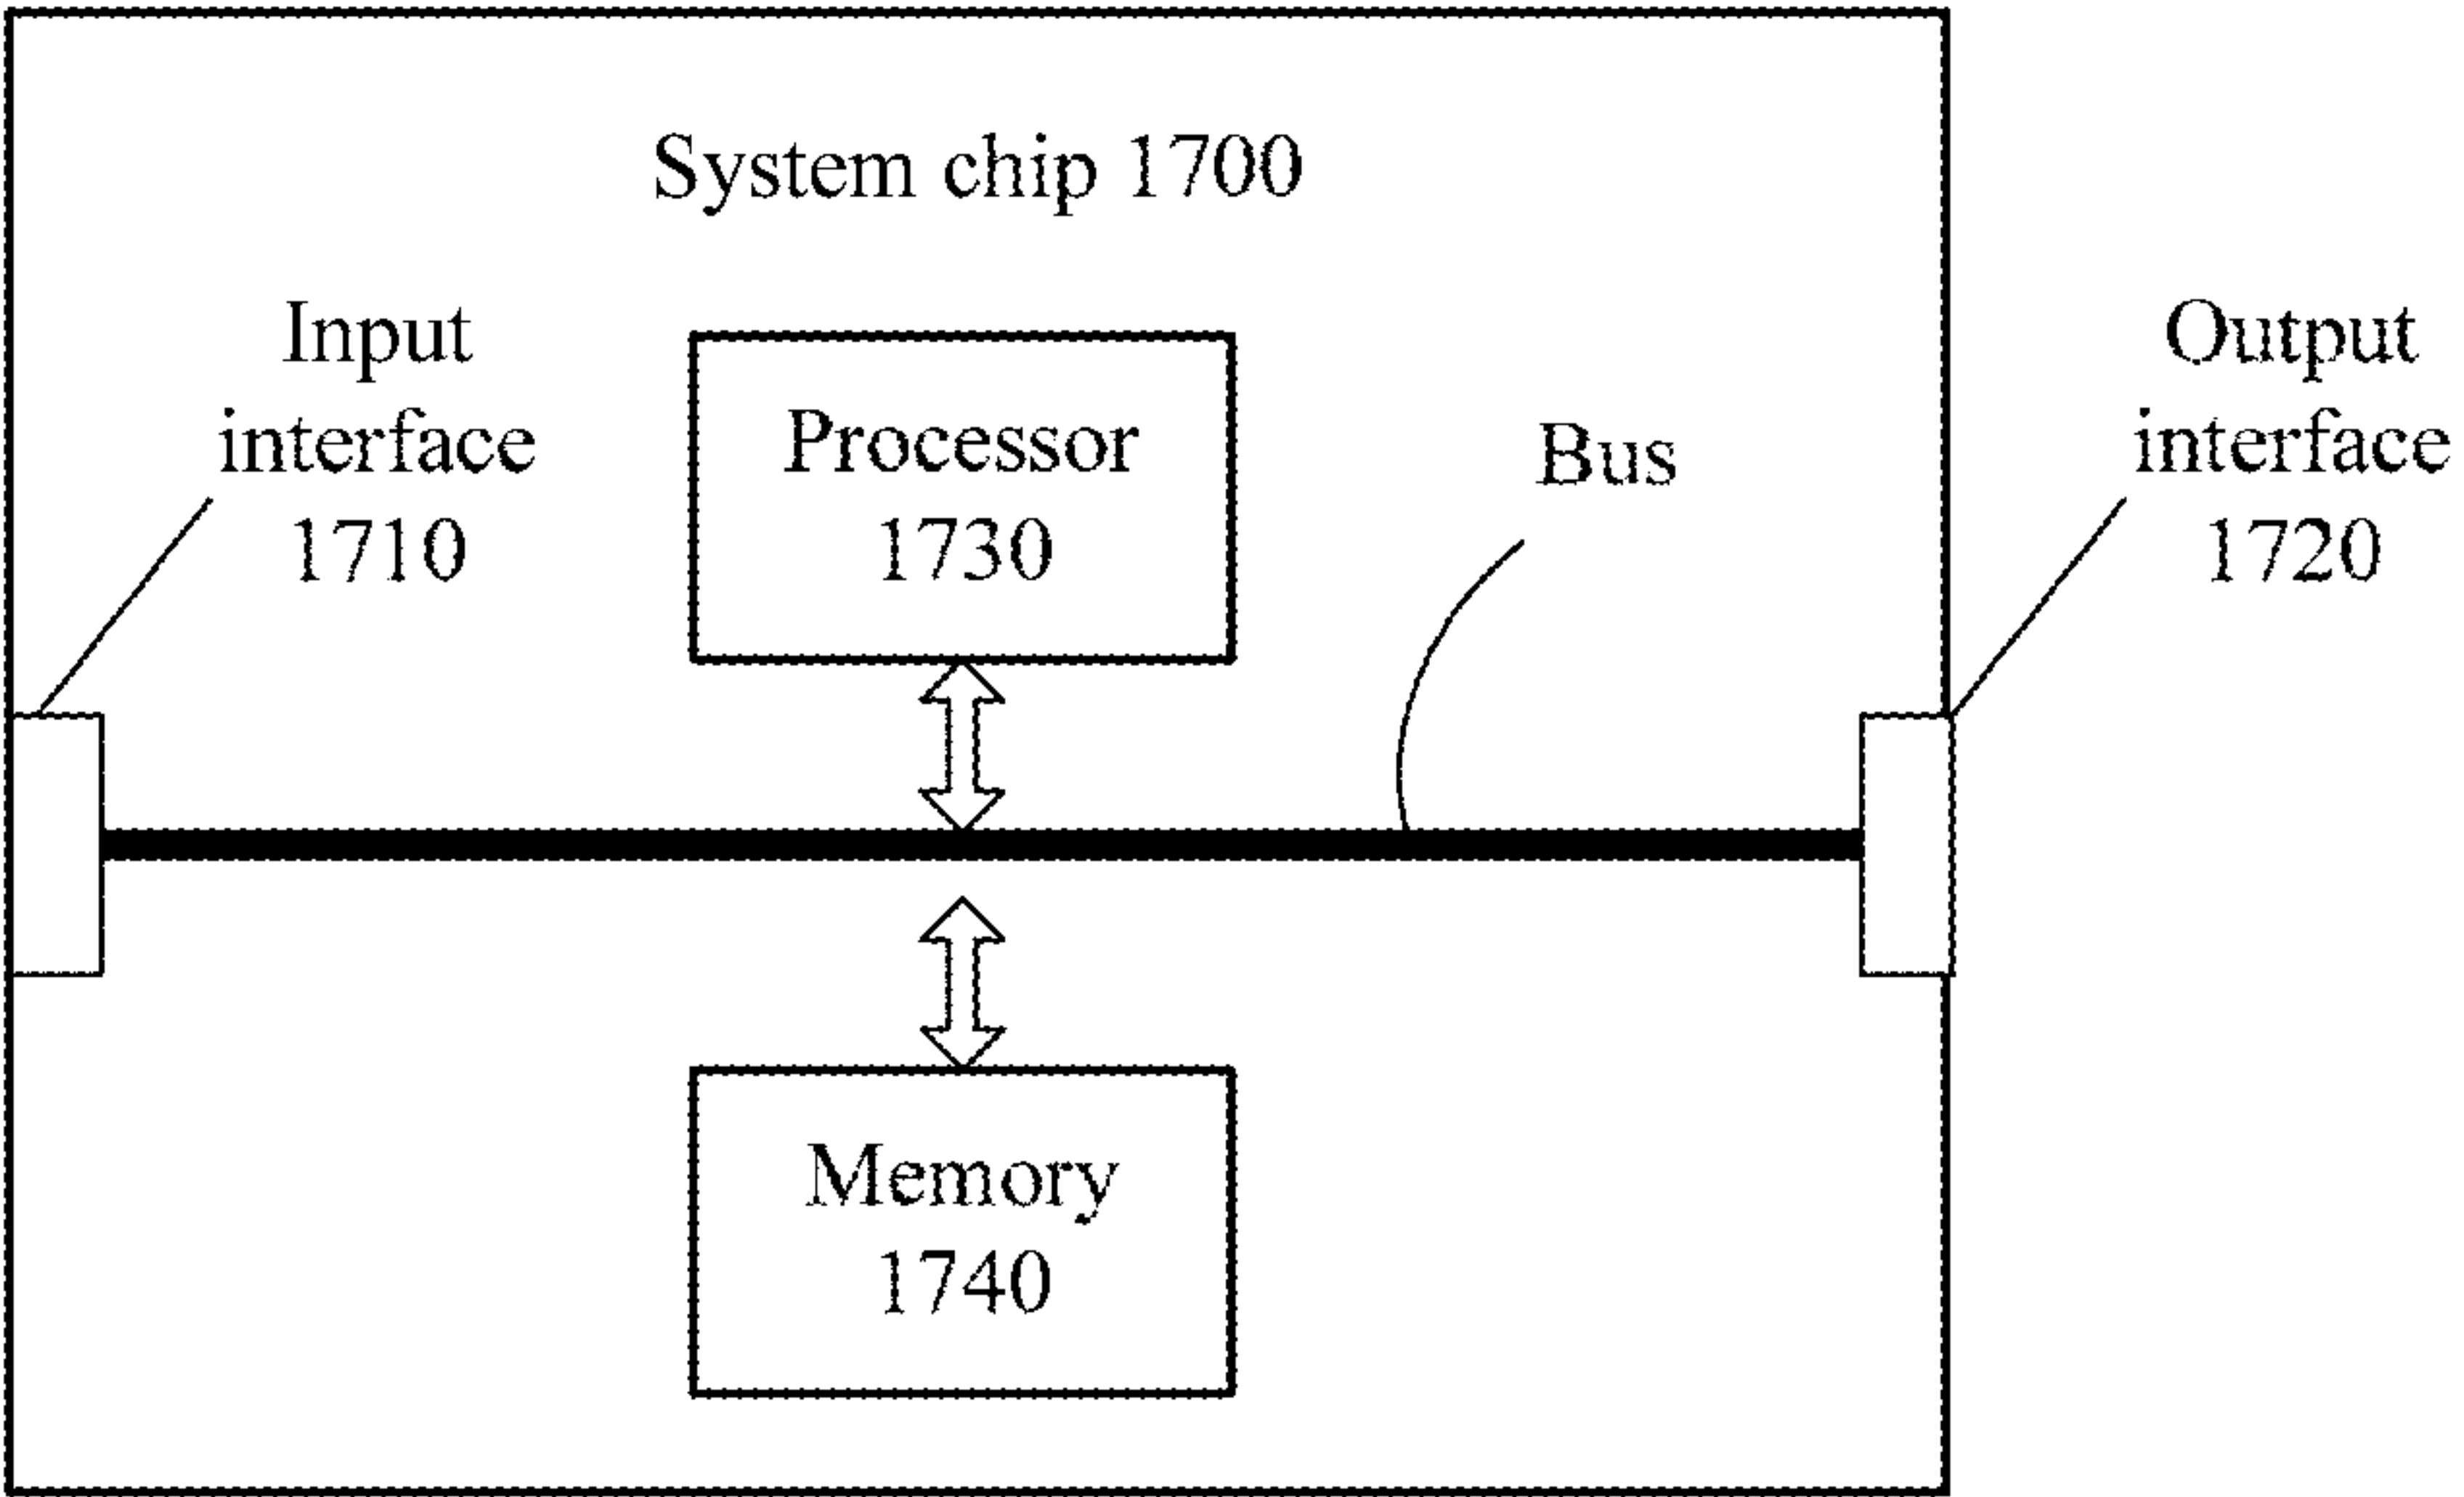 System chip 1700
Input
interface
1710
Processor
1730
Bus
Output
interface
1720
Memory
1740